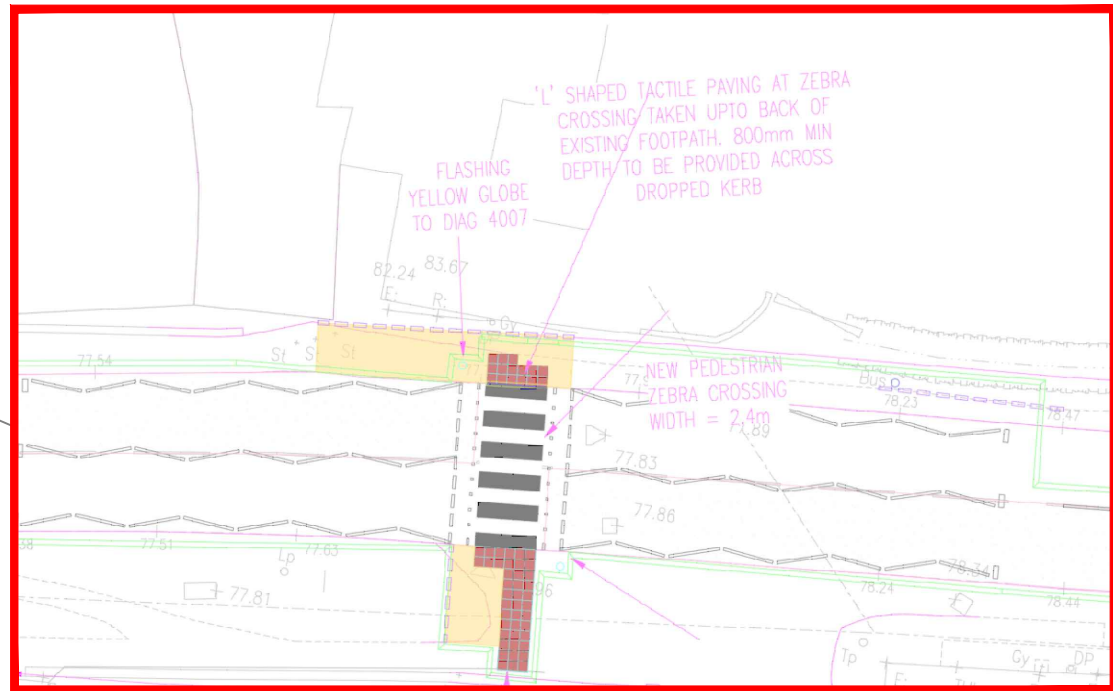 'L' SHAPED TACTILE PAVING AT ZEBRA
CROSSING TAKEN UPTO BACK OF
EXISTING FOOTPATH. 800mm MIN
DEPTH TO BE PROVIDED ACROSS
DROPPED KERB
FLASHING
YELLOW GLOBE
TO DIAG 4007
82.24
83.67
E:
R:
Gy
St
S
St
77.54
NEW PEDESTRIAN
ZEBRA CROSSING
WIDTH = 2.4m
Bus
78.23
78.47
77.83
77.86
77.51
77.63
Lp
77.81
78.24
78.34
78.44
Tp
Gy
DP
E: